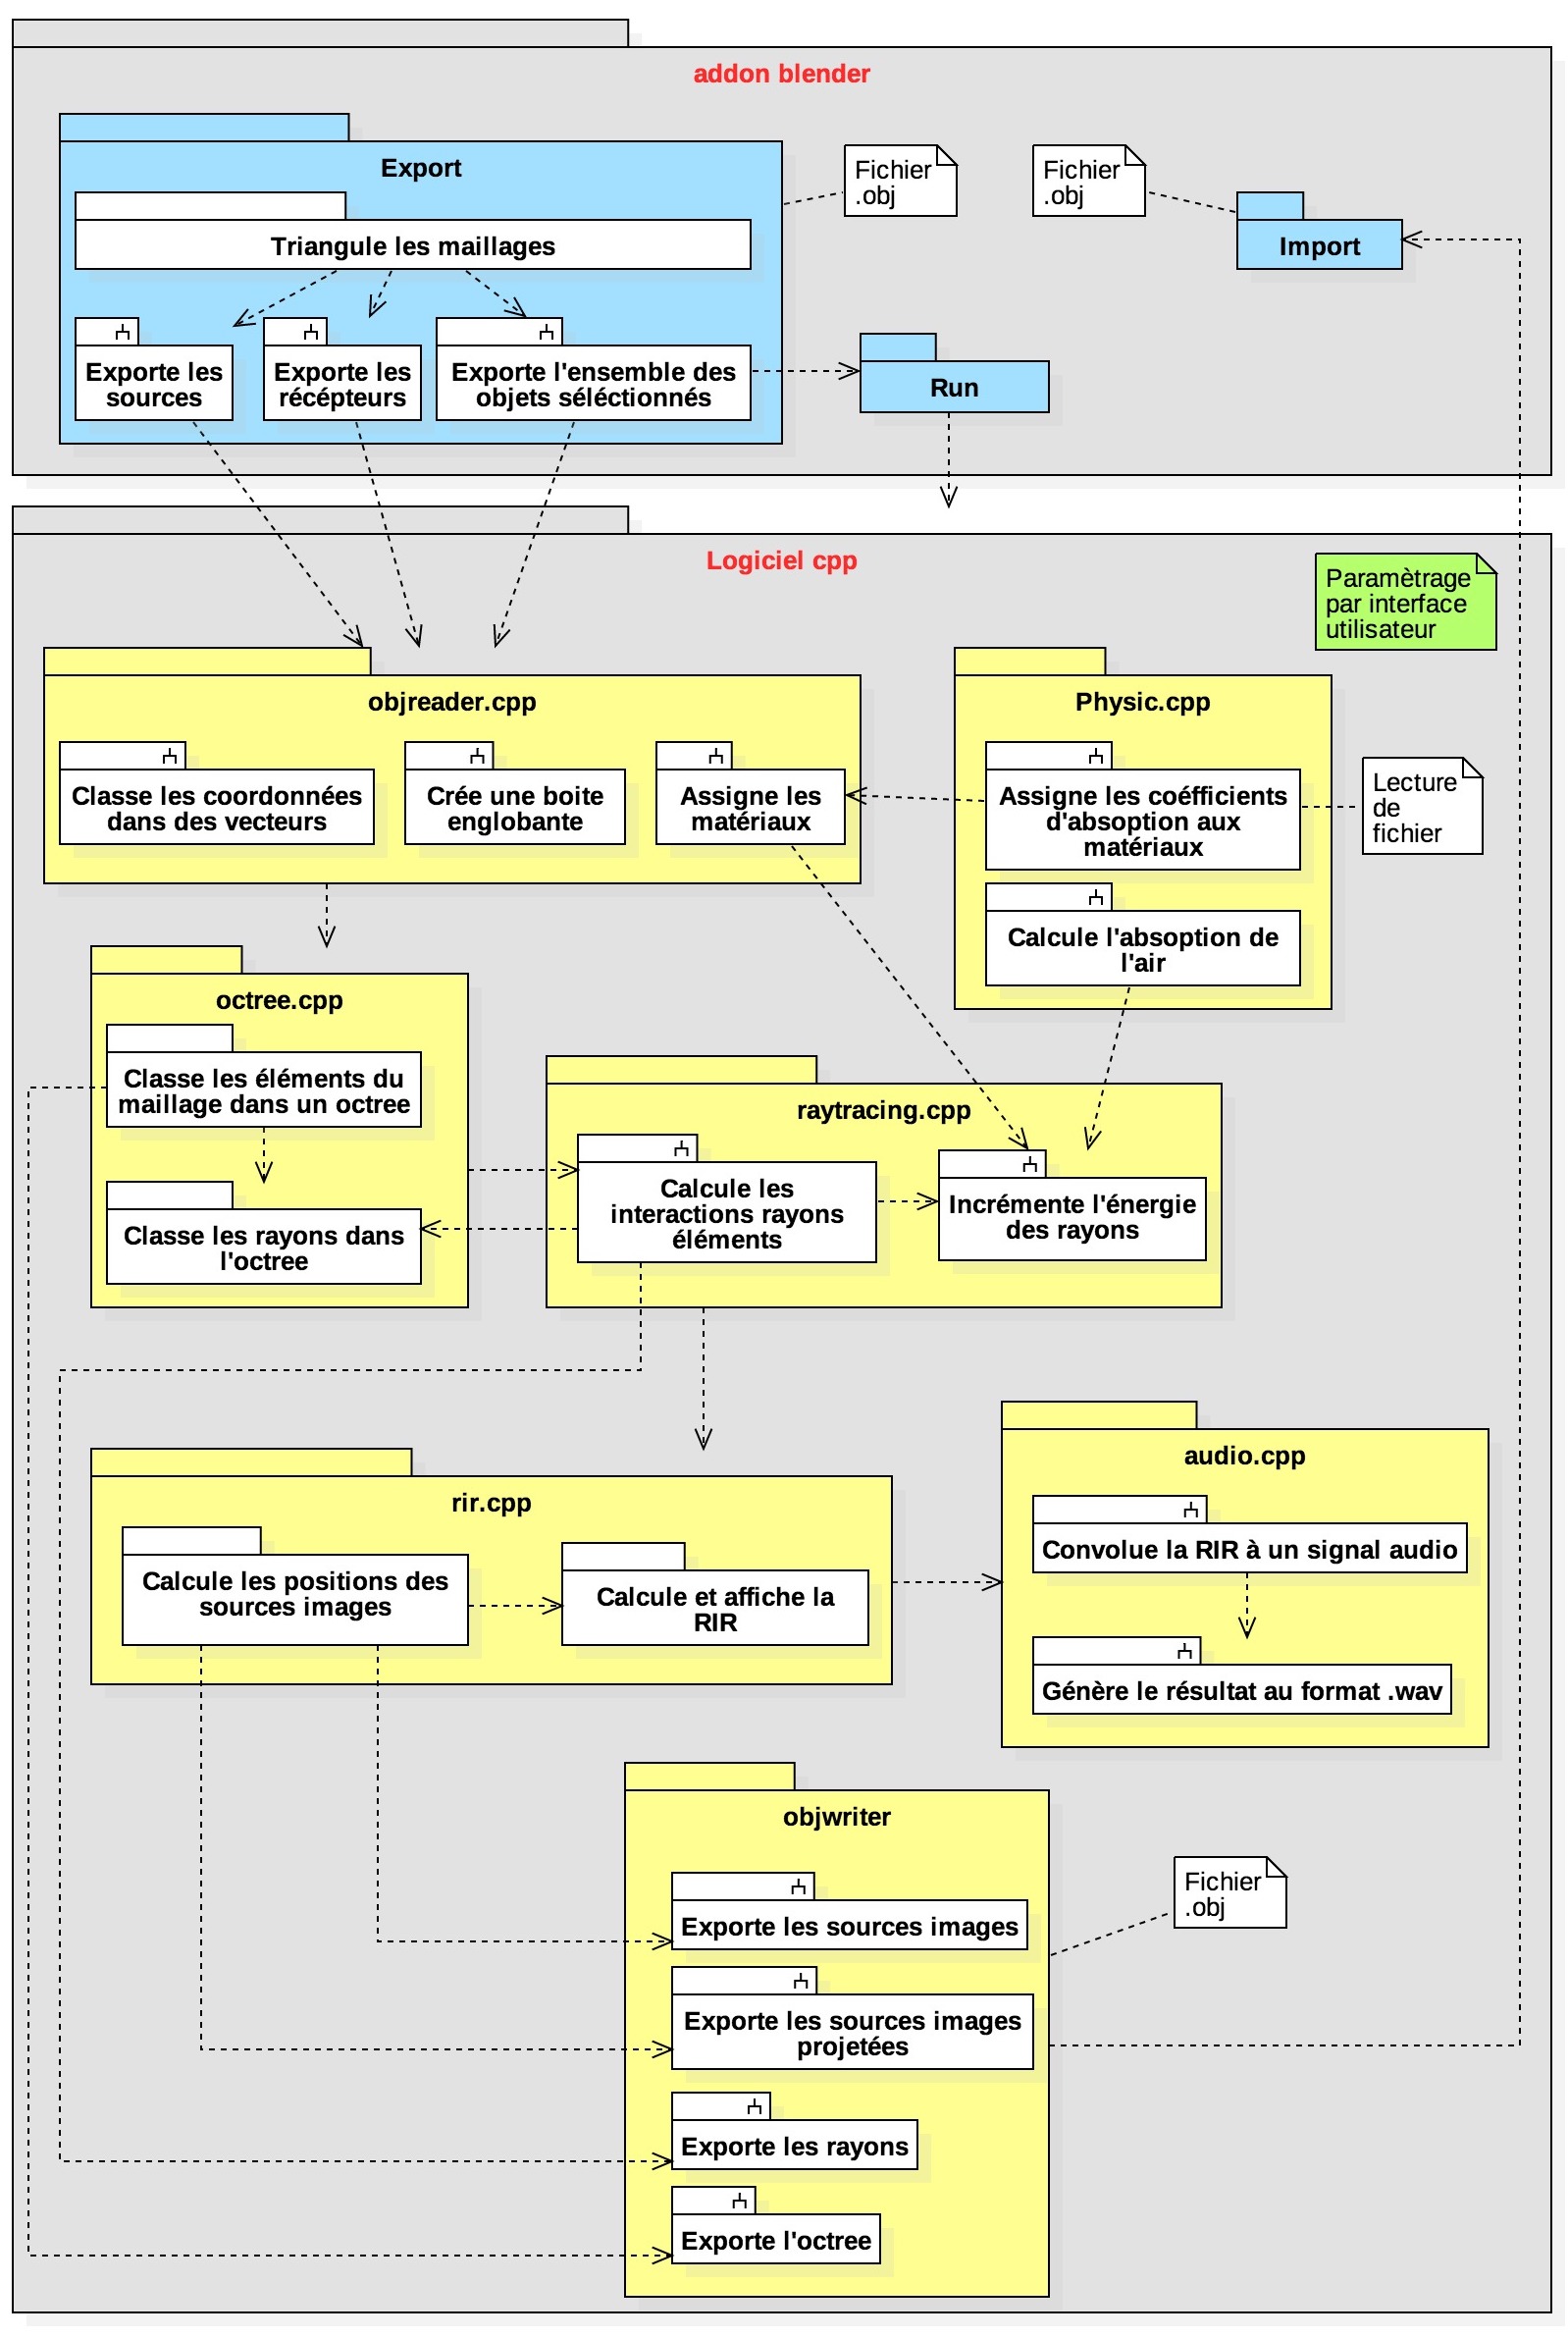 addon blender
Export
Fichier
.obj
Fichier
.obj
Triangule les maillages
Import
Exporte les
sources
Exporte les
récépteurs
Exporte l'ensemble des
objets séléctionnés
Run
Logiciel cpp
Paramètrage
par interface
utilisateur
objreader.cpp
Classe les coordonnées
dans des vecteurs
Crée une boite
englobante
Assigne les
matériaux
Physic.cpp
Assigne les coéfficients
d'absoption aux
matériaux
Lecture
de
fichier
Calcule l'absoption de
l'air
octree.cpp
Classe les éléments du
maillage dans un octree
Classe les rayons dans
l'octree
raytracing.cpp
Calcule les
interactions rayons
éléments
Incrémente l'énergie
des rayons
rir.cpp
Calcule les positions des
sources images
Calcule et affiche la
RIR
audio.cpp
Convolue la RIR à un signal audio
Génère le résultat au format .wav
objwriter
Exporte les sources images
Fichier
.obj
Exporte les sources images
projetées
Exporte les rayons
Exporte l'octree